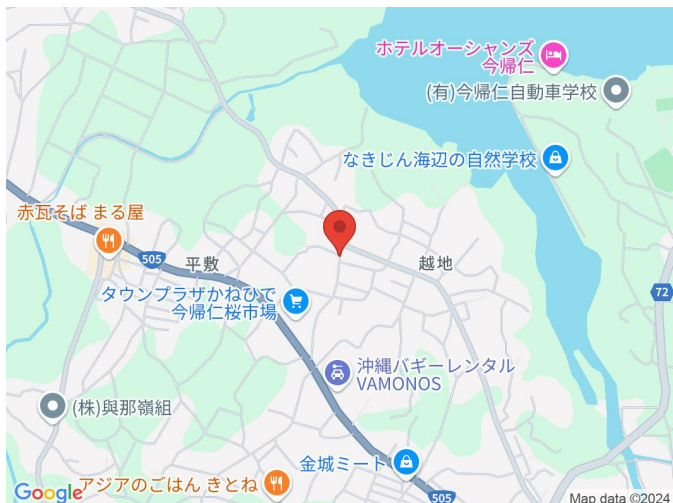 ホテルオーシャンズ
今帰仁
(有)今帰仁自動車学校
なきじん海辺の自然学校
赤瓦そば まる屋
505
平敷
越地
72
タウンプラザかねひで
今帰仁桜市場
沖縄バギーレンタル
VAMONOS
(株)與那嶺組
金城ミート
アジアのごはん きとね
505
Google
Map data ©2024